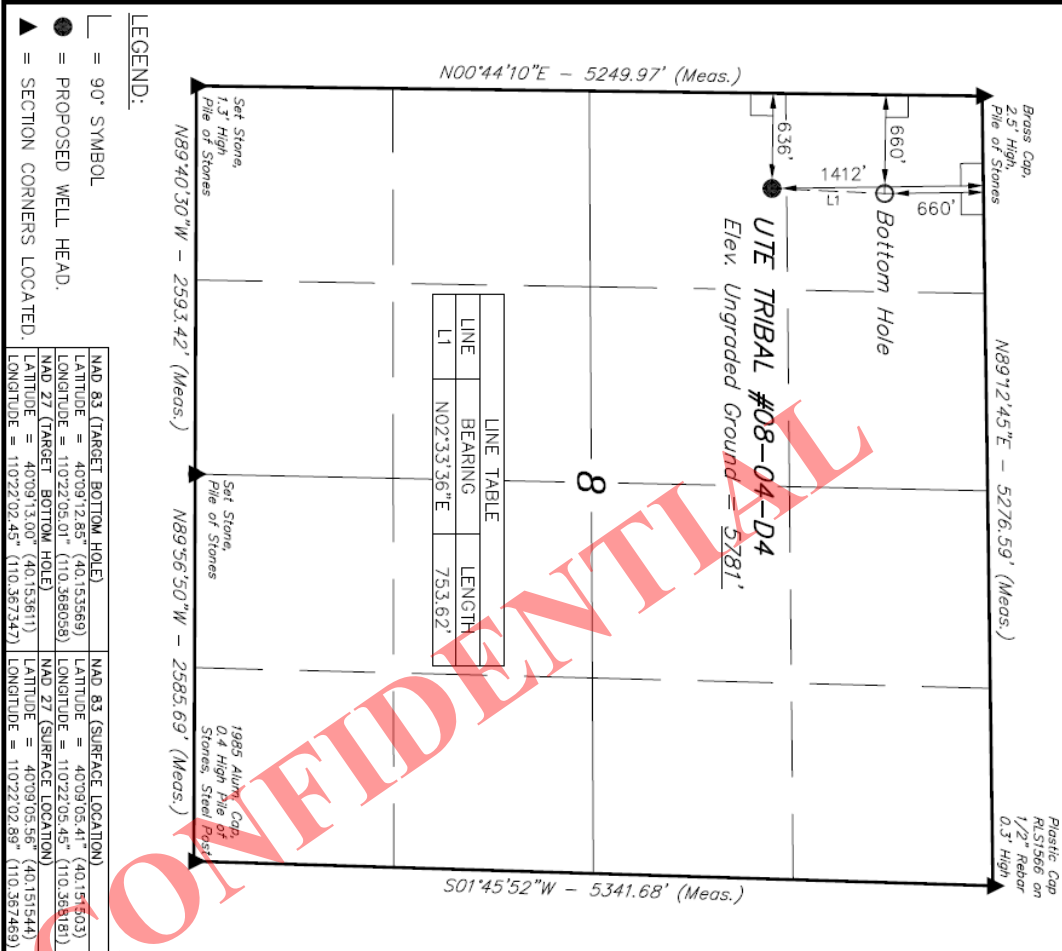 N00°44'10"E - 5249.97' (Meas.)
Brass Cap,
2.5' High,
Pile of Stones
660'
636'
1412'
L1
660'
Bottom Hole
UTE TRIBAL #08-04-D4
Elev. Ungraded Ground = 5781'
N89°12'45"E - 5276.59' (Meas.)
Plastic Cap
RLS1566 on
1/2" Rebar
0.3' High
8
LINE TABLE
LINE BEARING LENGTH
L1 N02°33'36"E 753.62'
Set Stone,
1.3' High
Pile of Stones
N89°40'30"W - 2593.42' (Meas.)
Set Stone,
Pile of Stones
N89°56'50"W - 2585.69' (Meas.)
1985 Alum. Cap,
0.4 High Pile of
Stones, Steel Post
S01°45'52"W - 5341.68' (Meas.)
CONFIDENTIAL
LEGEND:
= 90° SYMBOL
= PROPOSED WELL HEAD.
= SECTION CORNERS LOCATED.
NAD 83 (TARGET BOTTOM HOLE)
LATITUDE = 40°09'12.85" (40.153569)
LONGITUDE = 110°22'05.01" (110.368058)
NAD 27 (TARGET BOTTOM HOLE)
LATITUDE = 40°09'13.00" (40.153611)
LONGITUDE = 110°22'02.45" (110.367347)
NAD 83 (SURFACE LOCATION)
LATITUDE = 40°09'05.41" (40.151503)
LONGITUDE = 110°22'05.45" (110.368181)
NAD 27 (SURFACE LOCATION)
LATITUDE = 40°09'05.56" (40.151544)
LONGITUDE = 110°22'02.89" (110.367469)